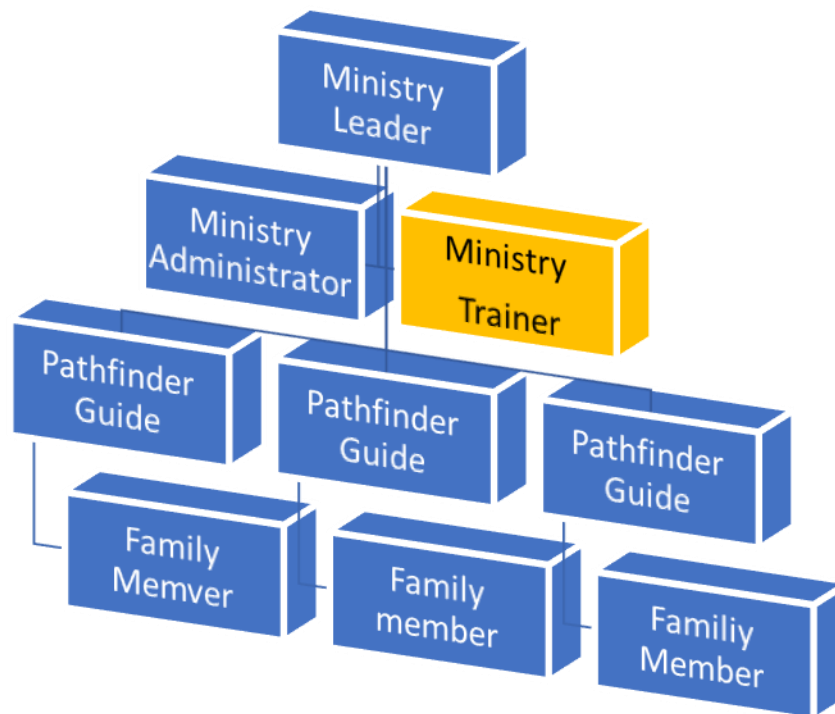 Ministry
Leader
Ministry
Administrator
Ministry
Trainer
Pathfinder
Guide
Pathfinder
Guide
Pathfinder
Guide
Family
Memver
Family
member
Familiy
Member